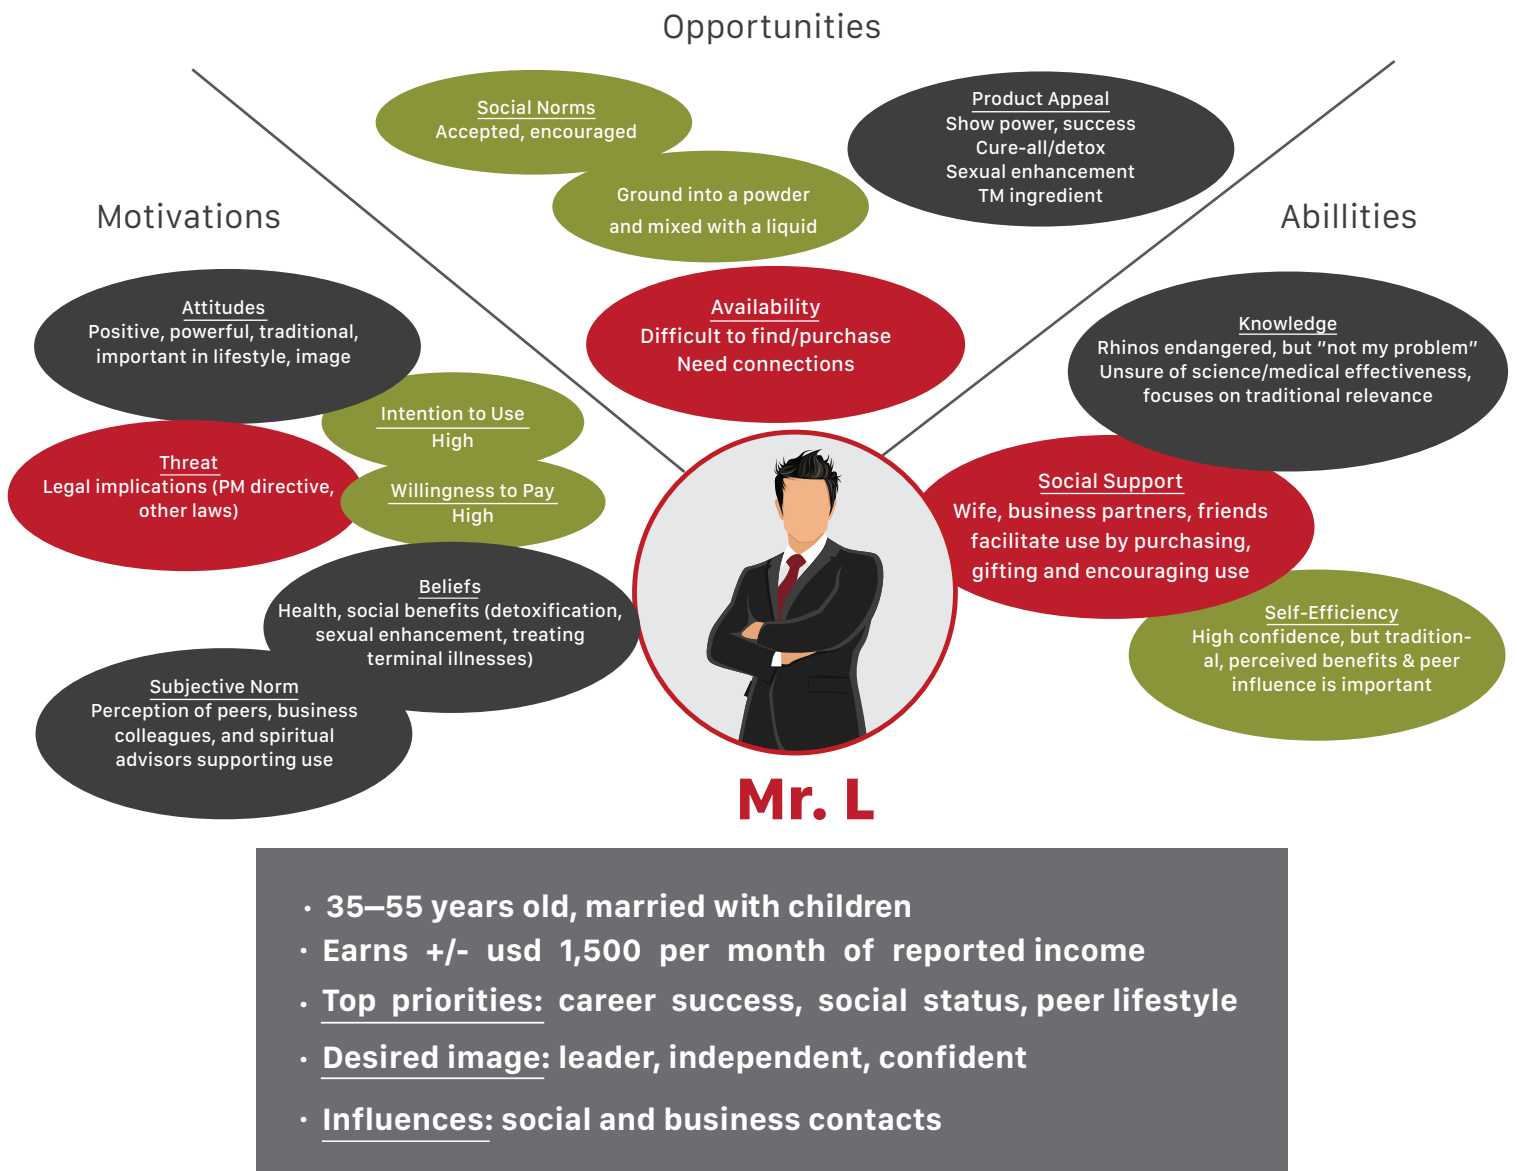 Opportunities
Social Norms
Accepted, encouraged
Ground into a powder
and mixed with a liquid
Product Appeal
Show power, success
Cure-all/detox
Sexual enhancement
TM ingredient
Availability
Difficult to find/purchase
Need connections
Motivations
Attitudes
Positive, powerful, traditional,
important in lifestyle, image
Intention to Use
High
Threat
Legal implications (PM directive,
other laws)
Willingness to Pay
High
Beliefs
Health, social benefits (detoxification,
sexual enhancement, treating
terminal illnesses)
Subjective Norm
Perception of peers, business
colleagues, and spiritual
advisors supporting use
Abillities
Knowledge
Rhinos endangered, but “not my problem”
Unsure of science/medical effectiveness,
focuses on traditional relevance
Social Support
Wife, business partners, friends
facilitate use by purchasing,
gifting and encouraging use
Self-Efficiency
High confidence, but tradition-
al, perceived benefits & peer
influence is important
Mr. L
· 35–55 years old, married with children
· Earns +/- usd 1,500 per month of reported income
· Top priorities: career success, social status, peer lifestyle
· Desired image: leader, independent, confident
· Influences: social and business contacts